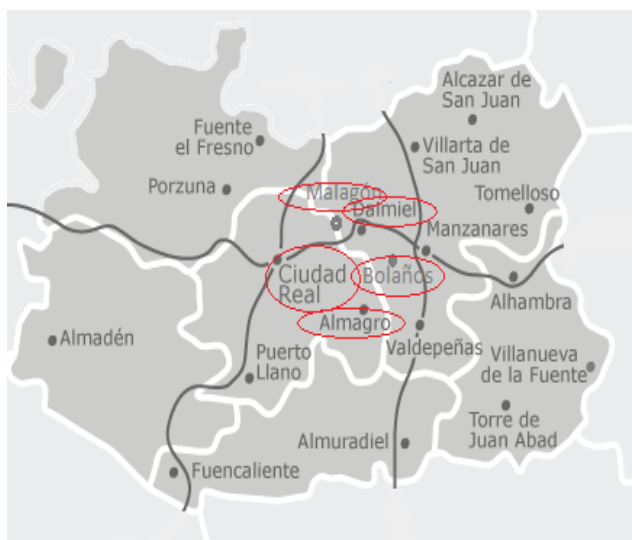 Alcazar de
San Juan
Fuente
el Fresno
Villarta de
San Juan
Porzuna
Malagón
Tomelloso
Daimiel
Manzanares
Ciudad
Real
Bolaños
Alhambra
Almagro
Almadén
Valdepeñas
Puerto
Llano
Villanueva
de la Fuente
Torre de
Juan Abad
Almuradiel
Fuencaliente